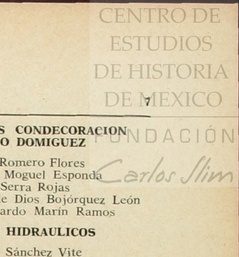 CENTRO DE
ESTUDIOS
DE HISTORIA
DE MEXICO
7
FUNDACIÓN
Carlos Slim
S CONDECORACION
O DOMIGUEZ
Romero Flores
Moguel Esponda
Serra Rojas
e Dios Bojórquez León
ardo Marín Ramos
HIDRAULICOS
Sánchez Vite